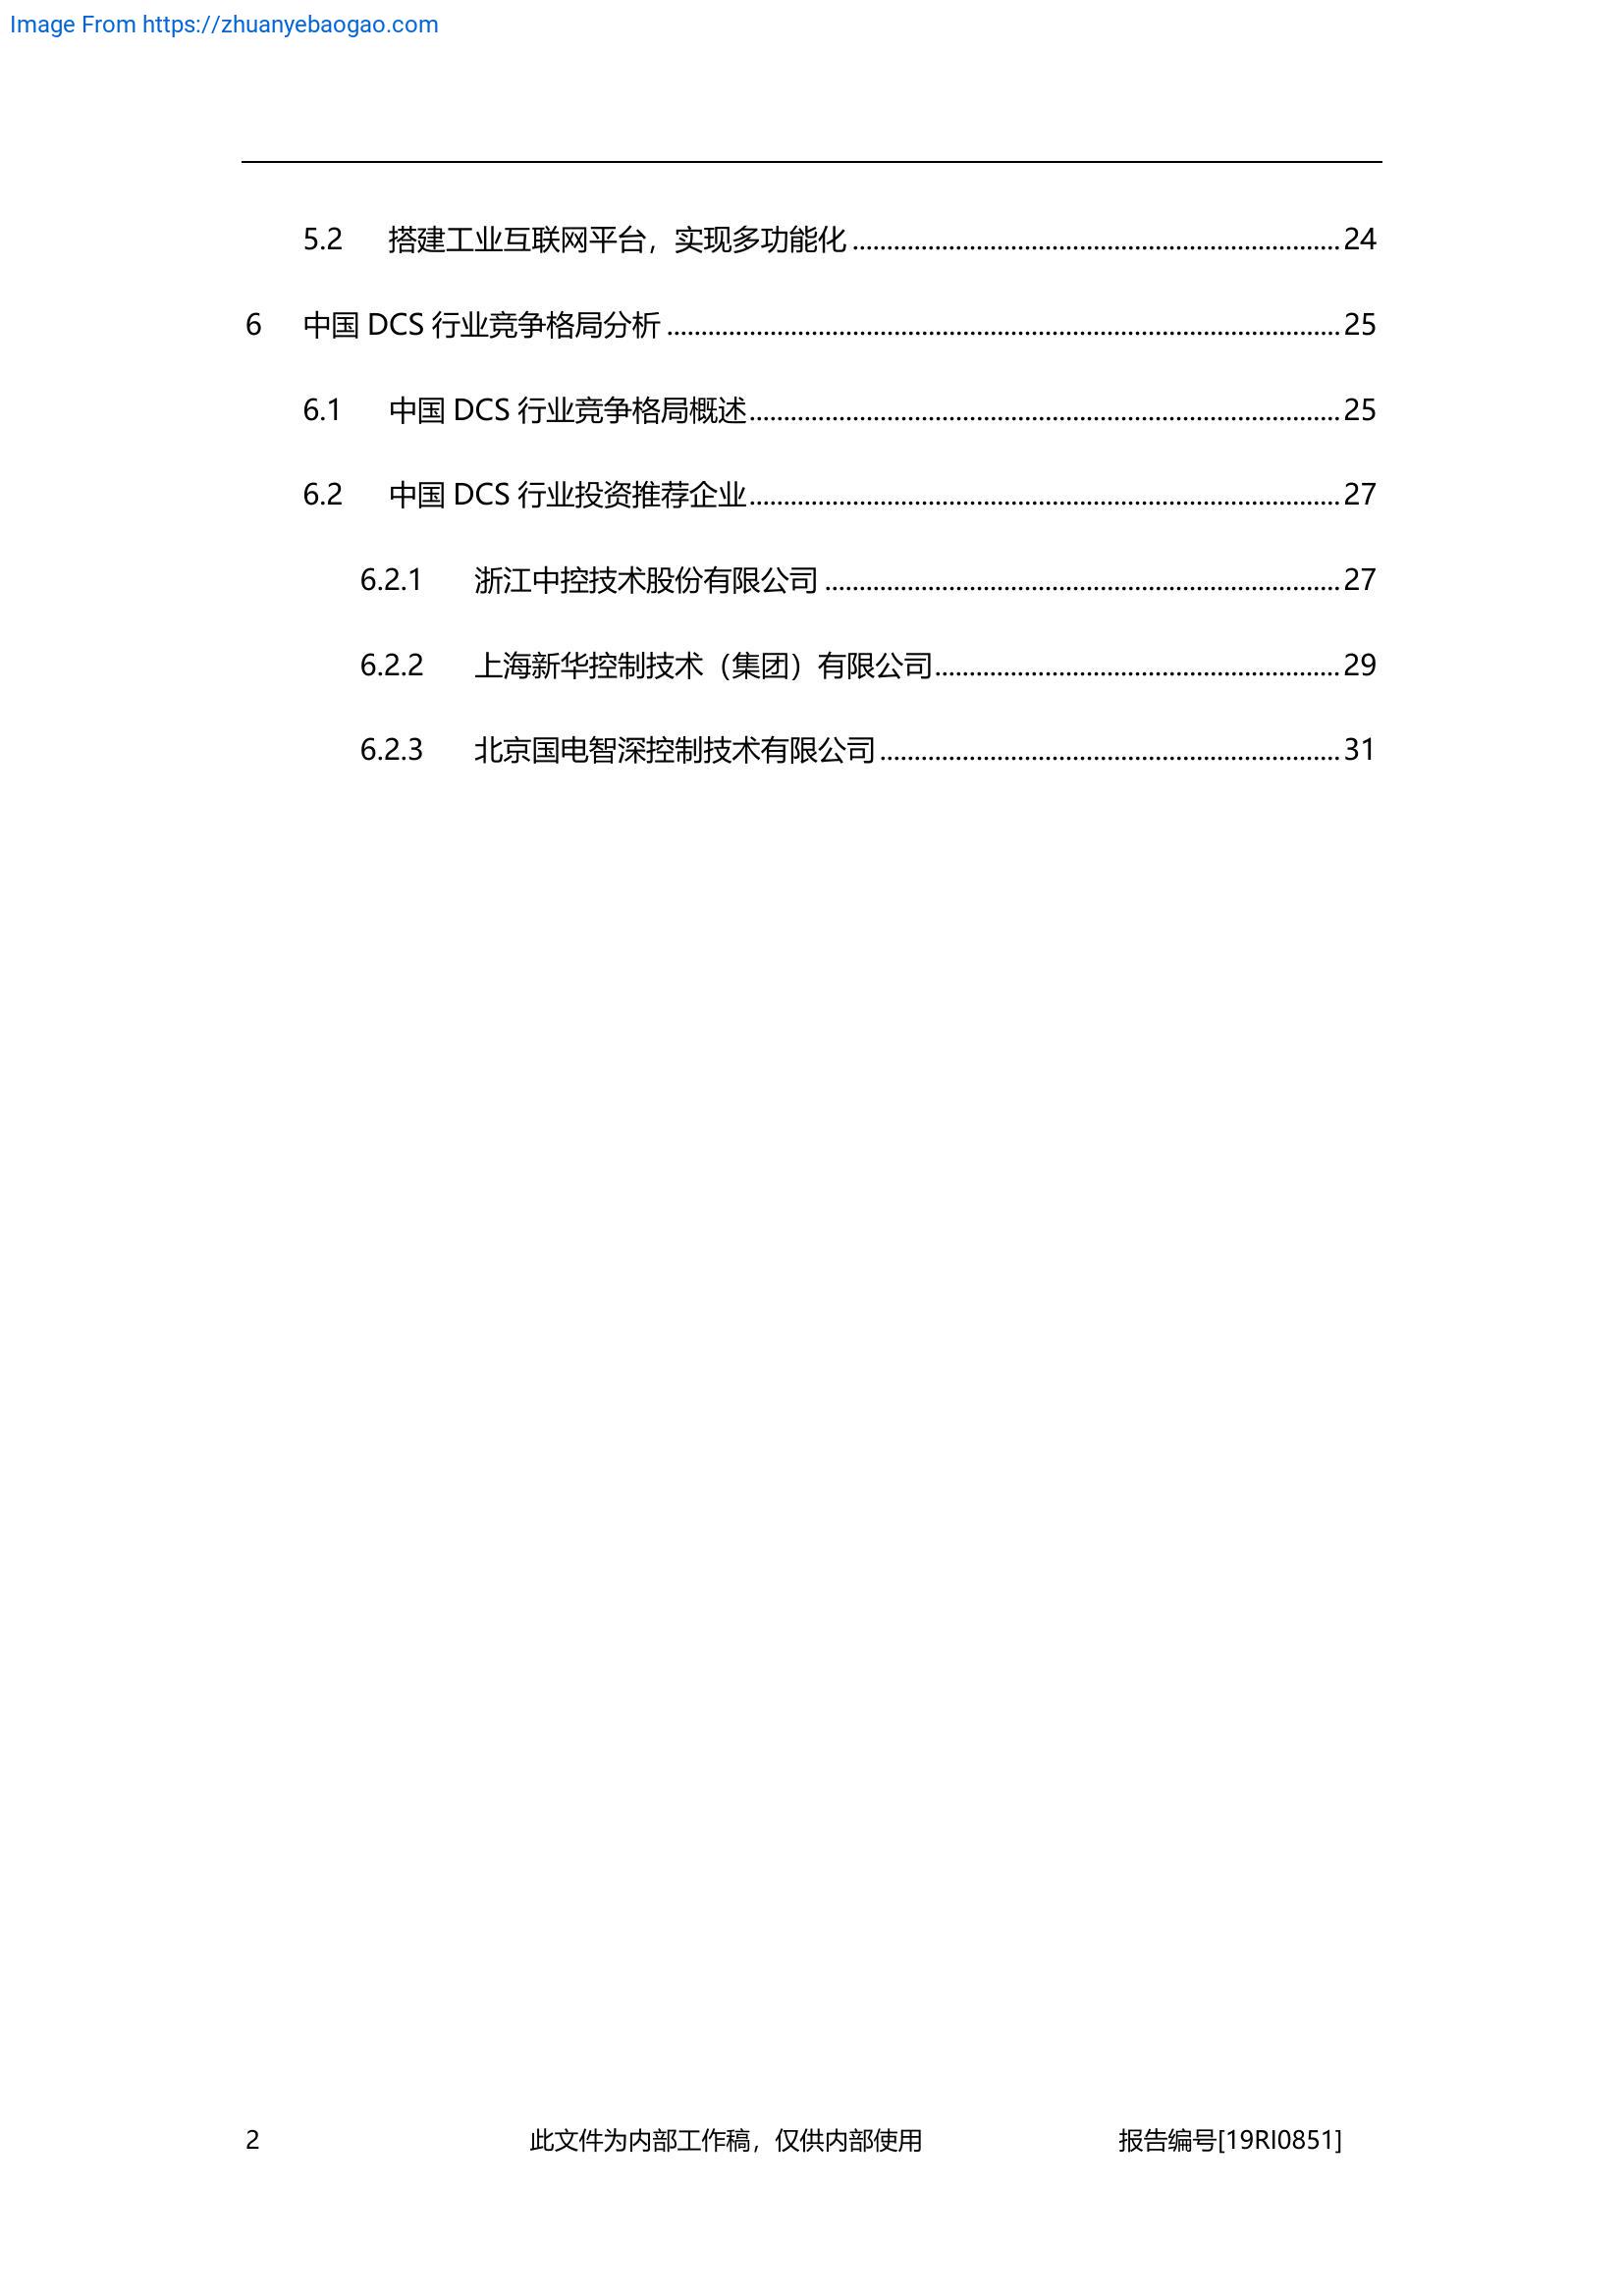 Image From https://zhuanyebaogao.com
5.2 搭建工业互联网平台，实现多功能化 24
6 中国 DCS 行业竞争格局分析 25
6.1 中国 DCS 行业竞争格局概述 25
6.2 中国 DCS 行业投资推荐企业 27
6.2.1 浙江中控技术股份有限公司 27
6.2.2 上海新华控制技术（集团）有限公司 29
6.2.3 北京国电智深控制技术有限公司 31
2 此文件为内部工作稿，仅供内部使用 报告编号[19RI0851]